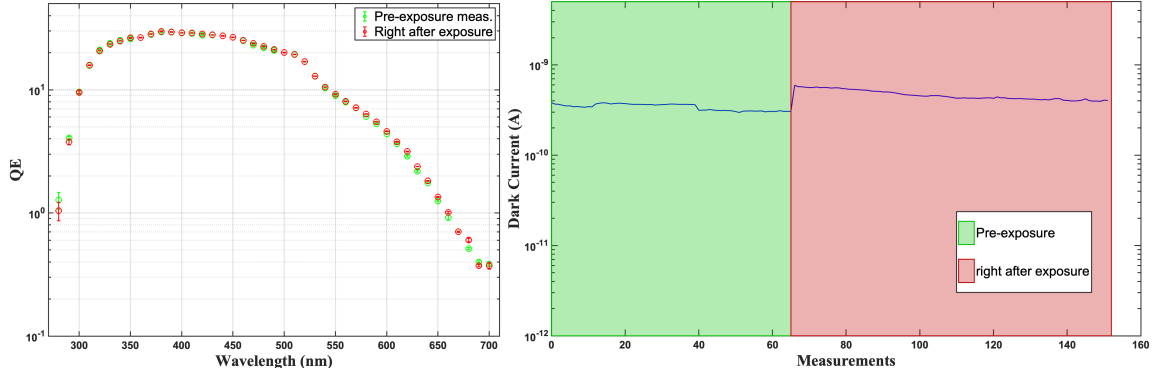 Pre-exposure meas.
Right after exposure
QE
10^1
10^0
10^-1
300 350 400 450 500 550 600 650 700
Wavelength (nm)
Dark Current (A)
10^-9
10^-10
10^-11
10^-12
Pre-exposure
right after exposure
0 20 40 60 80 100 120 140 160
Measurements